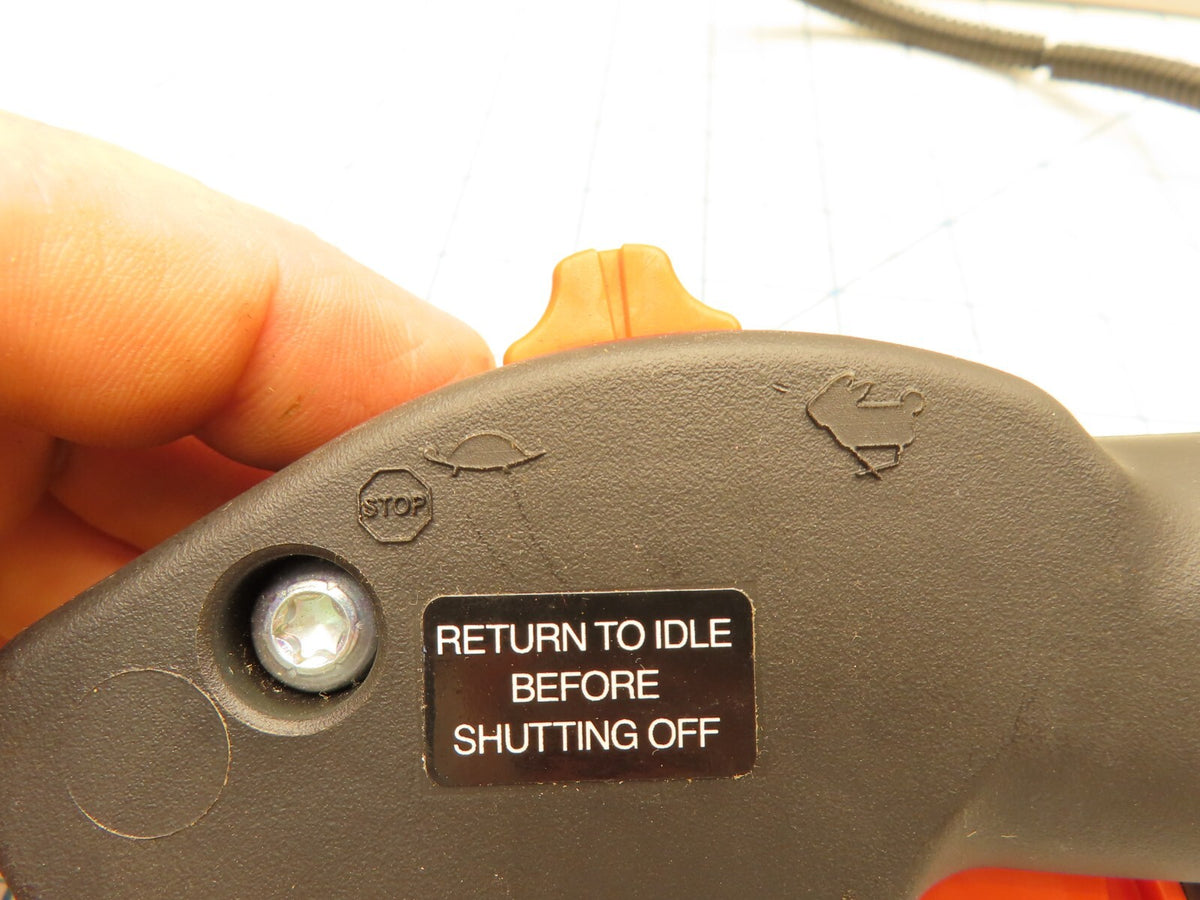 STOP
RETURN TO IDLE
BEFORE
SHUTTING OFF